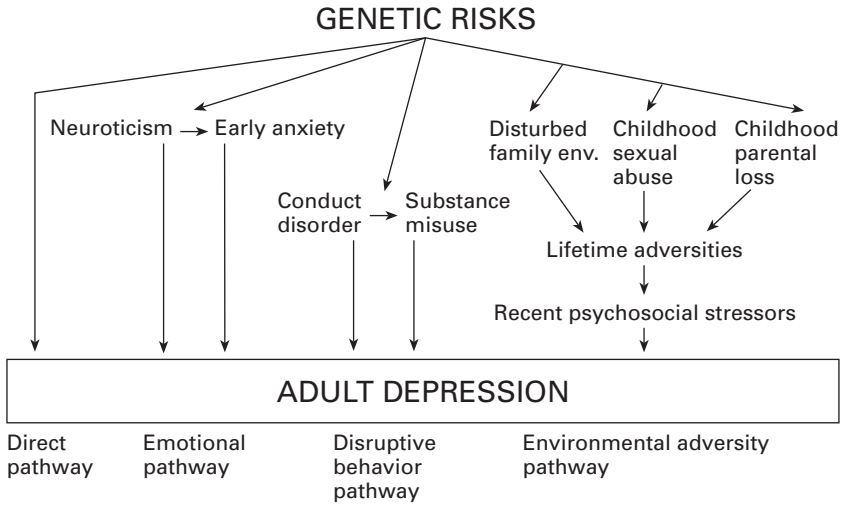 GENETIC RISKS
Neuroticism
Early anxiety
Disturbed
family env.
Childhood
sexual
abuse
Childhood
parental
loss
Conduct
disorder
Substance
misuse
Lifetime adversities
Recent psychosocial stressors
ADULT DEPRESSION
Direct
pathway
Emotional
pathway
Disruptive
behavior
pathway
Environmental adversity
pathway